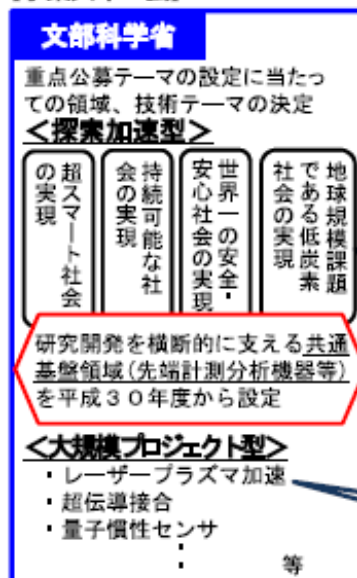 文部科学省
重点公募テーマの設定に当たっ
ての領域、技術テーマの決定
＜探索加速型＞
超スマート社会
の実現
持続可能な社
会の実現
世界一の安全・
安心社会の実現
地球規模課題
である低炭素
社会の実現
研究開発を横断的に支える共通
基盤領域(先端計測分析機器等)
を平成３０年度から設定
＜大規模プロジェクト型＞
・レーザープラズマ加速
・超伝導接合
・量子慣性センサ
：　　等